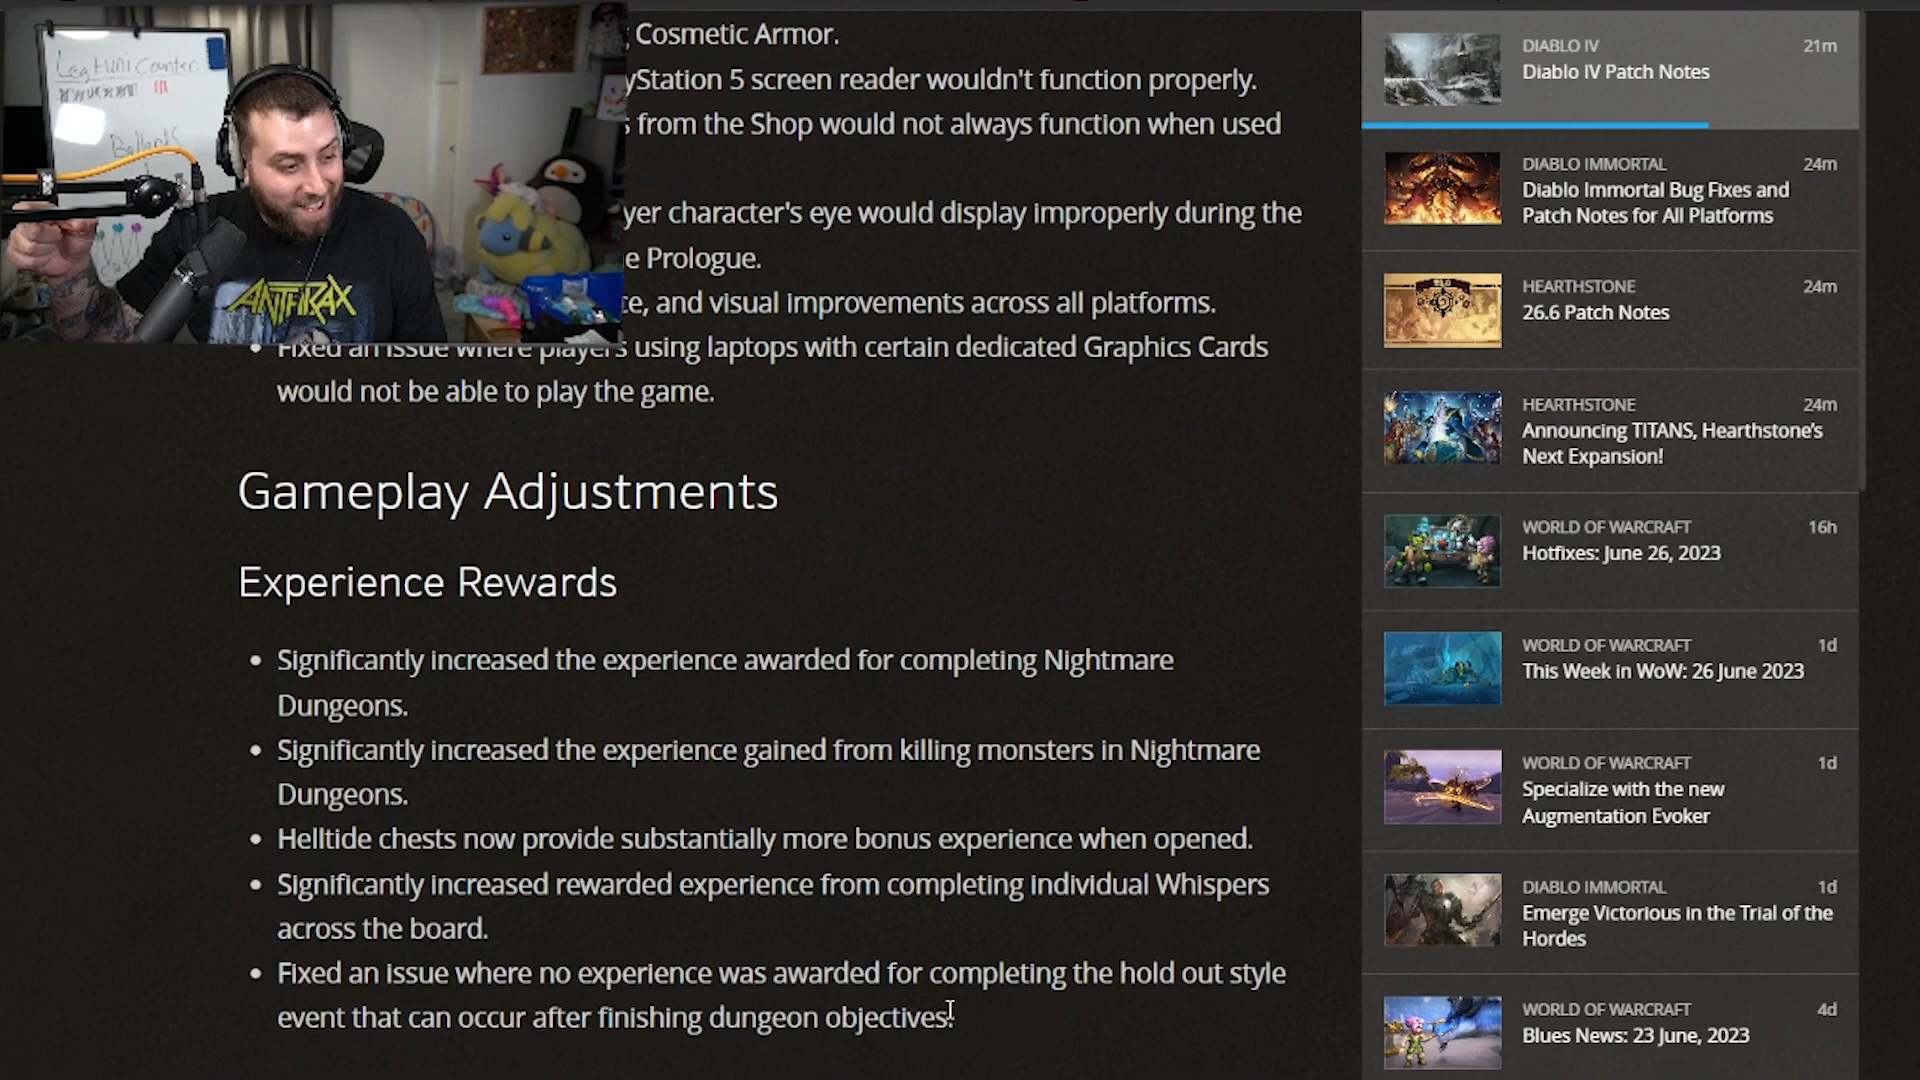 Leg + uni Counter:
ANTHRAX
Cosmetic Armor.
yStation 5 screen reader wouldn't function properly.
from the Shop would not always function when used
yer character's eye would display improperly during the
e Prologue.
ce, and visual improvements across all platforms.
• Fixed an issue where players using laptops with certain dedicated Graphics Cards
would not be able to play the game.
Gameplay Adjustments
Experience Rewards
• Significantly increased the experience awarded for completing Nightmare
Dungeons.
• Significantly increased the experience gained from killing monsters in Nightmare
Dungeons.
• Helltide chests now provide substantially more bonus experience when opened.
• Significantly increased rewarded experience from completing individual Whispers
across the board.
• Fixed an issue where no experience was awarded for completing the hold out style
event that can occur after finishing dungeon objectives.
DIABLO IV 21m
Diablo IV Patch Notes
DIABLO IMMORTAL 24m
Diablo Immortal Bug Fixes and
Patch Notes for All Platforms
HEARTHSTONE 24m
26.6 Patch Notes
HEARTHSTONE 24m
Announcing TITANS, Hearthstone's
Next Expansion!
WORLD OF WARCRAFT 16h
Hotfixes: June 26, 2023
WORLD OF WARCRAFT 1d
This Week in WoW: 26 June 2023
WORLD OF WARCRAFT 1d
Specialize with the new
Augmentation Evoker
DIABLO IMMORTAL 1d
Emerge Victorious in the Trial of the
Hordes
WORLD OF WARCRAFT 4d
Blues News: 23 June, 2023